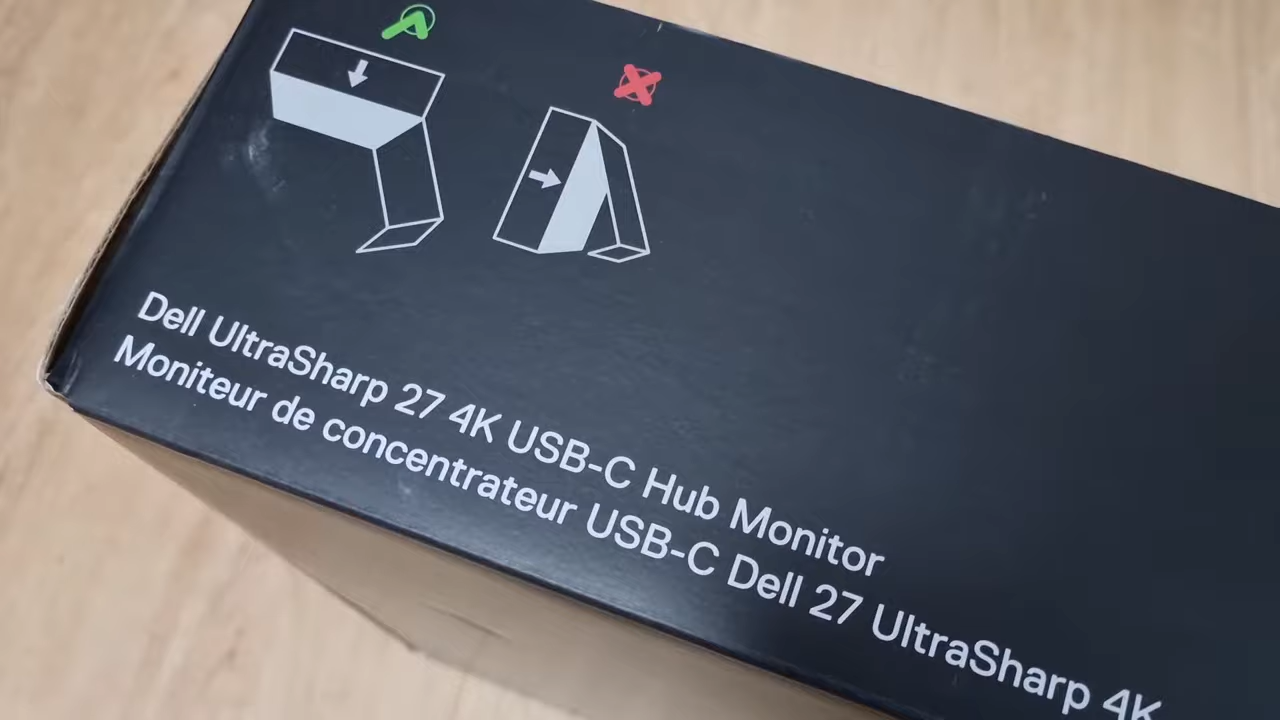 Dell UltraSharp 27 4K USB-C Hub Monitor
Moniteur de concentrateur USB-C Dell 27 UltraSharp 4K